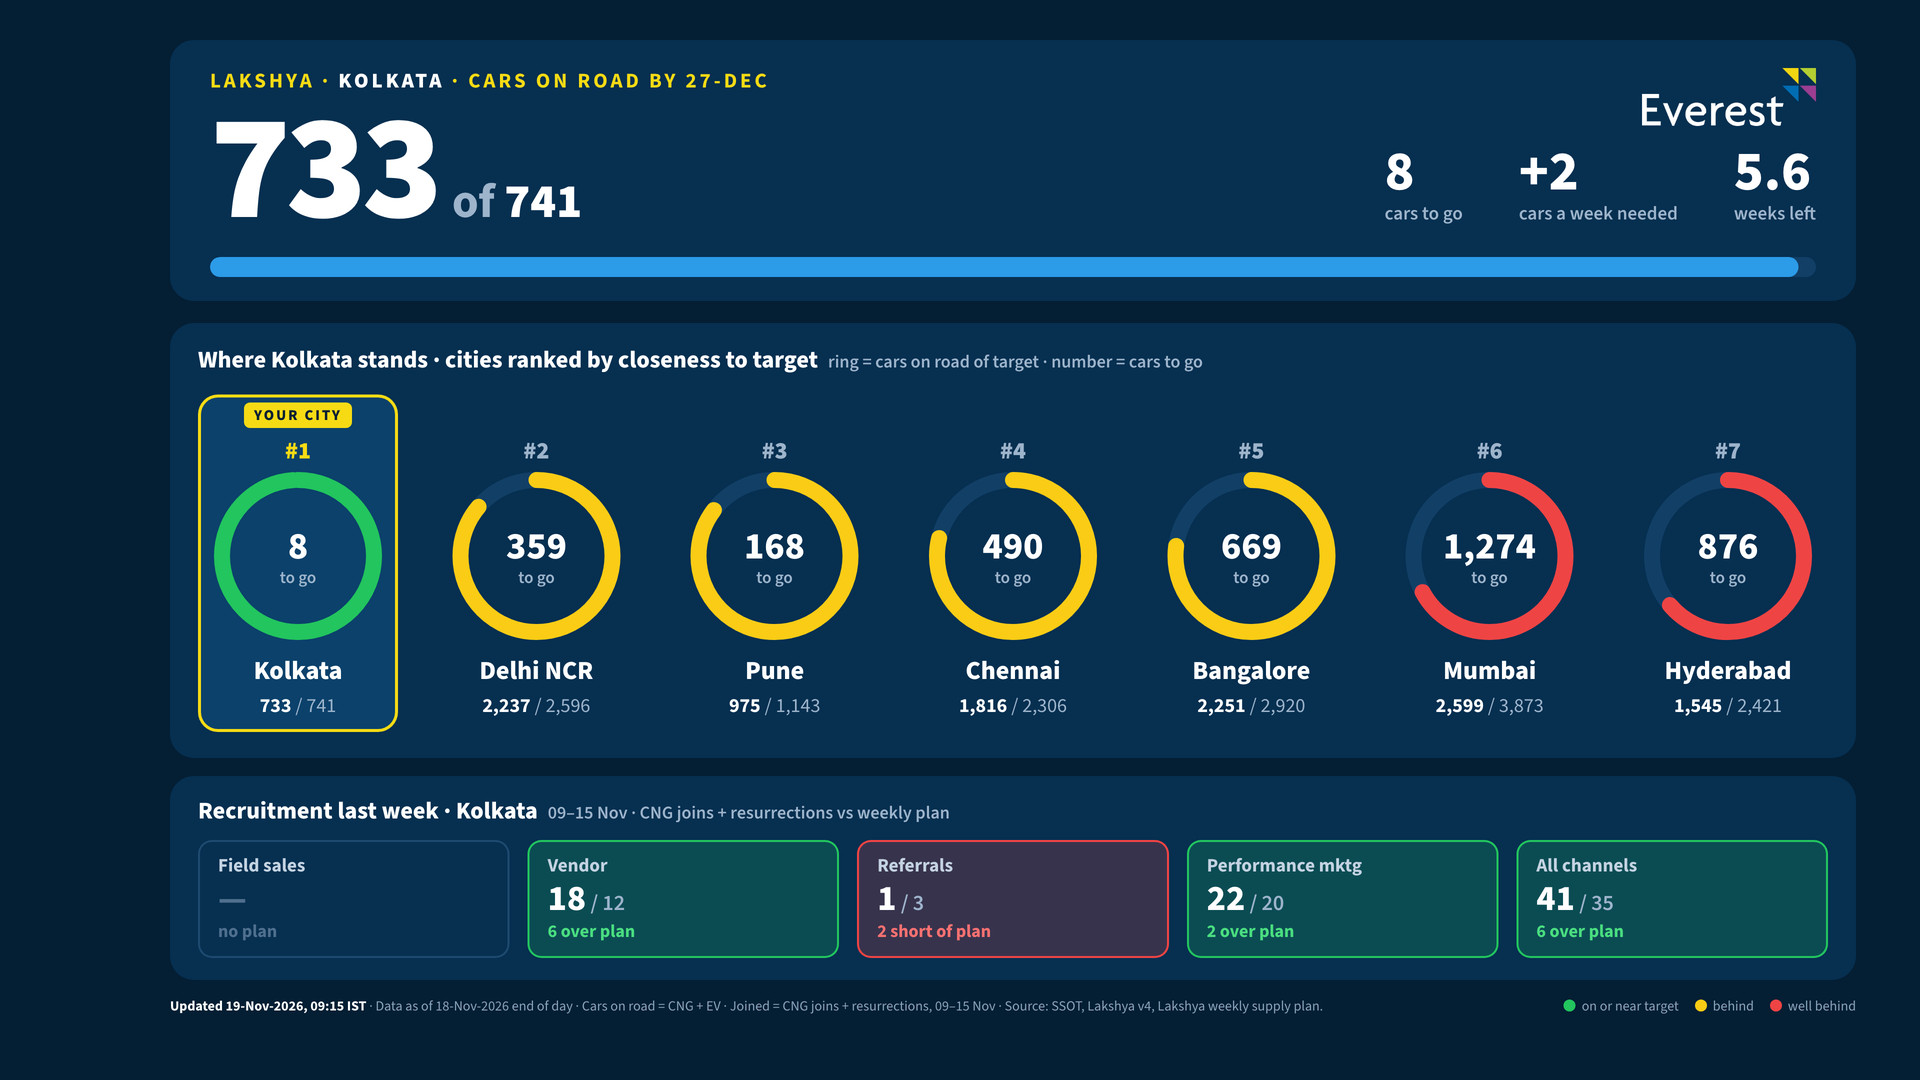 LAKSHYA · KOLKATA · CARS ON ROAD BY 27-DEC
Everest
733 of 741
8
cars to go
+2
cars a week needed
5.6
weeks left
Where Kolkata stands · cities ranked by closeness to target ring = cars on road of target · number = cars to go
YOUR CITY
#1
8
to go
Kolkata
733 / 741
#2
359
to go
Delhi NCR
2,237 / 2,596
#3
168
to go
Pune
975 / 1,143
#4
490
to go
Chennai
1,816 / 2,306
#5
669
to go
Bangalore
2,251 / 2,920
#6
1,274
to go
Mumbai
2,599 / 3,873
#7
876
to go
Hyderabad
1,545 / 2,421
Recruitment last week · Kolkata 09–15 Nov · CNG joins + resurrections vs weekly plan
Field sales
—
no plan
Vendor
18 / 12
6 over plan
Referrals
1 / 3
2 short of plan
Performance mktg
22 / 20
2 over plan
All channels
41 / 35
6 over plan
Updated 19-Nov-2026, 09:15 IST · Data as of 18-Nov-2026 end of day · Cars on road = CNG + EV · Joined = CNG joins + resurrections, 09–15 Nov · Source: SSOT, Lakshya v4, Lakshya weekly supply plan.
on or near target
behind
well behind